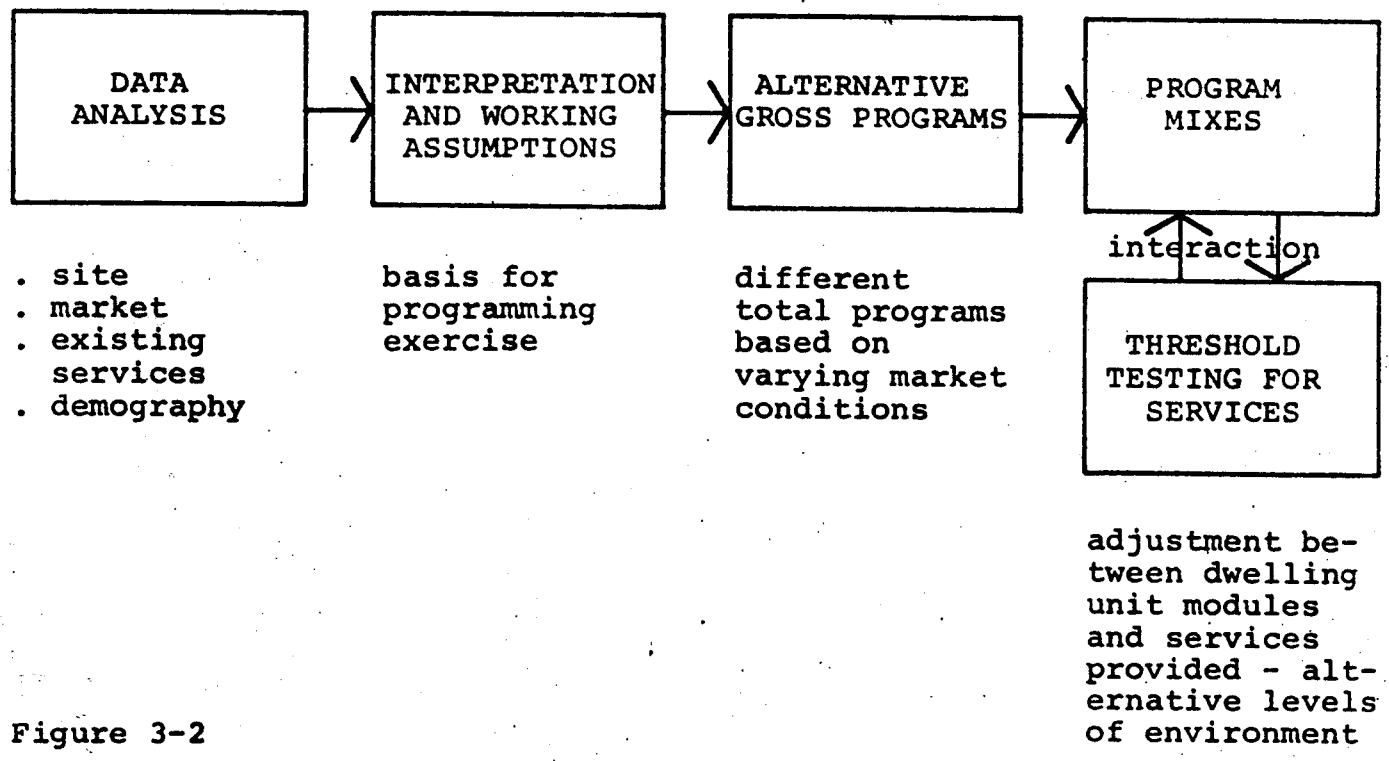 DATA
ANALYSIS
INTERPRETATION
AND WORKING
ASSUMPTIONS
ALTERNATIVE
GROSS PROGRAMS
PROGRAM
MIXES
interaction
THRESHOLD
TESTING FOR
SERVICES
. site
. market
. existing
services
. demography
basis for
programming
exercise
different
total programs
based on
varying market
conditions
adjustment be-
tween dwelling
unit modules
and services
provided - alt-
ernative levels
of environment
Figure 3-2